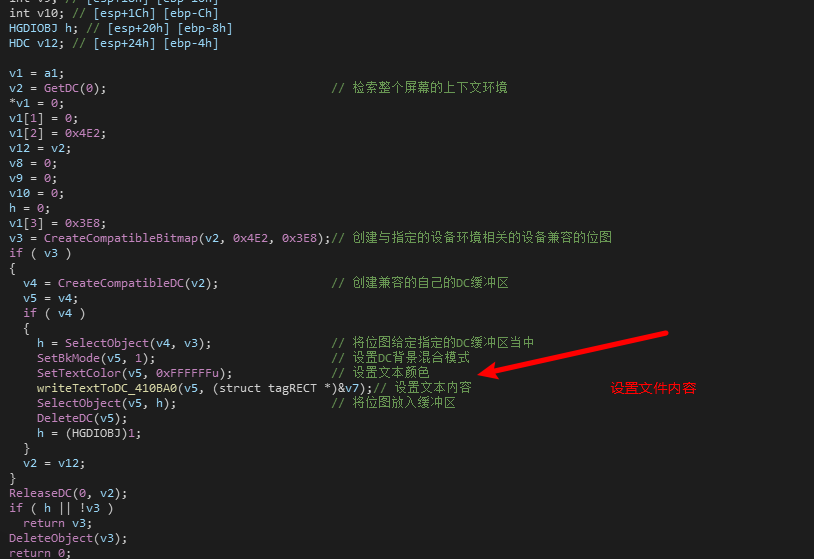 int v10; // [esp+1Ch] [ebp-Ch]
HGDIOBJ h; // [esp+20h] [ebp-8h]
HDC v12; // [esp+24h] [ebp-4h]
v1 = a1;
v2 = GetDC(0); // 检索整个屏幕的上下文环境
*v1 = 0;
v1[1] = 0;
v1[2] = 0x4E2;
v12 = v2;
v8 = 0;
v9 = 0;
v10 = 0;
h = 0;
v1[3] = 0x3E8;
v3 = CreateCompatibleBitmap(v2, 0x4E2, 0x3E8);// 创建与指定的设备环境相关的设备兼容的位图
if ( v3 )
{
v4 = CreateCompatibleDC(v2); // 创建兼容的自己的DC缓冲区
v5 = v4;
if ( v4 )
{
h = SelectObject(v4, v3); // 将位图给定指定的DC缓冲区当中
SetBkMode(v5, 1); // 设置DC背景混合模式
SetTextColor(v5, 0xFFFFFFu); // 设置文本颜色
writeTextToDC_410BA0(v5, (struct tagRECT *)&v7);// 设置文本内容
设置文件内容
SelectObject(v5, h); // 将位图放入缓冲区
DeleteDC(v5);
h = (HGDIOBJ)1;
}
v2 = v12;
}
ReleaseDC(0, v2);
if ( h || !v3 )
return v3;
DeleteObject(v3);
return 0;